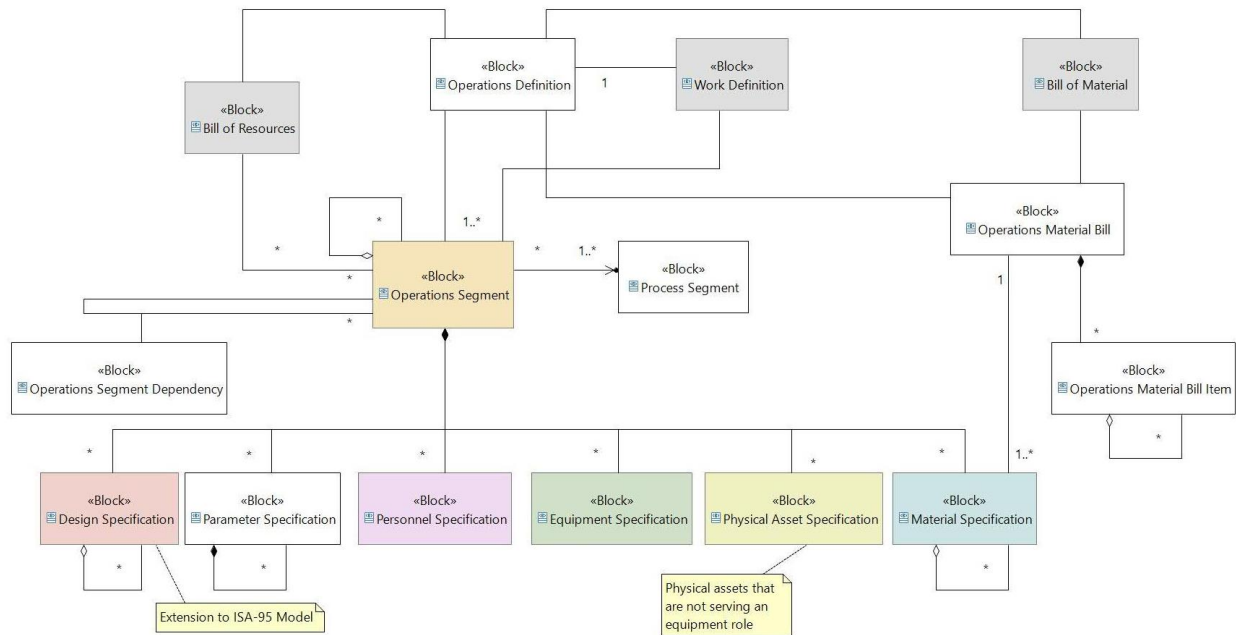 «Block»
Operations Definition
«Block»
Work Definition
«Block»
Bill of Material
1
«Block»
Bill of Resources
«Block»
Operations Material Bill
*
1..*
*
*
1..*
*
«Block»
Operations Segment
«Block»
Process Segment
1
*
*
«Block»
Operations Segment Dependency
«Block»
Operations Material Bill Item
*
*
*
*
*
*
*
1..*
«Block»
Design Specification
«Block»
Parameter Specification
«Block»
Personnel Specification
«Block»
Equipment Specification
«Block»
Physical Asset Specification
«Block»
Material Specification
*
*
*
Extension to ISA-95 Model
Physical assets that
are not serving an
equipment role